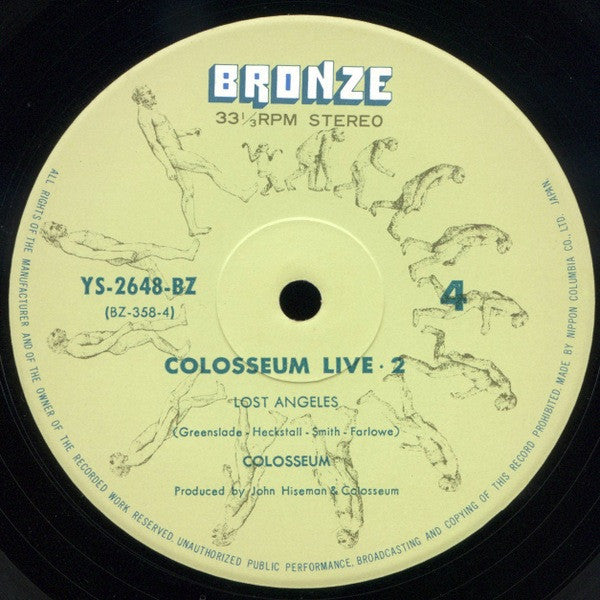 BRONZE
33⅓RPM STEREO
YS-2648-BZ
(BZ-358-4)
4
COLOSSEUM LIVE · 2
LOST ANGELES
(Greenslade - Heckstall - Smith - Farlowe)
COLOSSEUM
Produced by John Hiseman & Colosseum
ALL RIGHTS OF THE MANUFACTURER AND OF THE OWNER OF THE RECORDED WORK RESERVED. UNAUTHORIZED PUBLIC PERFORMANCE, BROADCASTING AND COPYING OF THIS RECORD PROHIBITED. MADE BY NIPPON COLUMBIA CO., LTD. JAPAN.